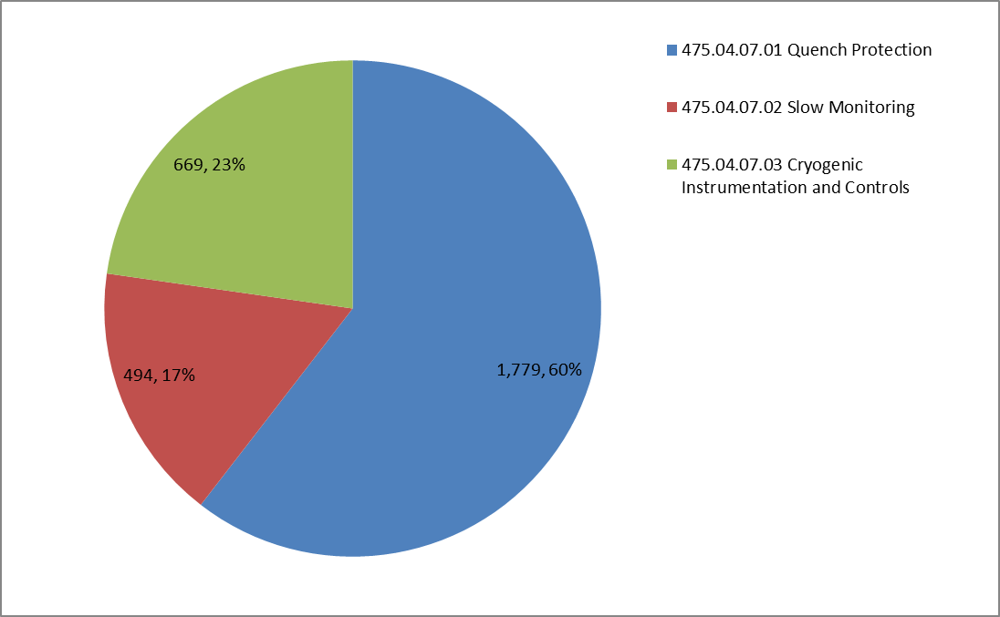 475.04.07.01 Quench Protection
475.04.07.02 Slow Monitoring
475.04.07.03 Cryogenic
Instrumentation and Controls
669, 23%
494, 17%
1,779, 60%